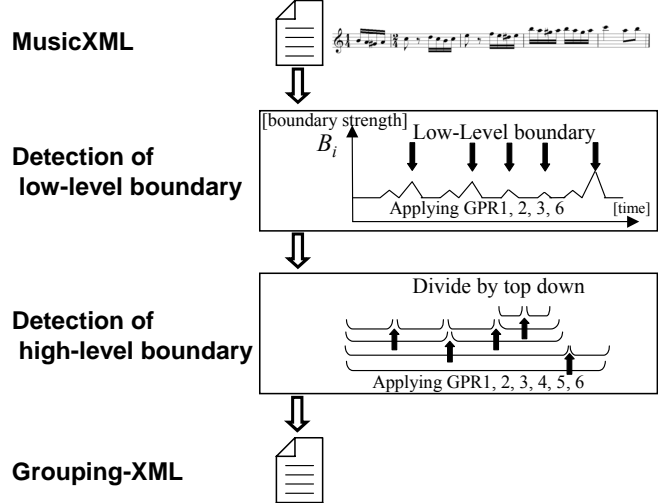 MusicXML
[boundary strength]
B_i
Low-Level boundary
Detection of
low-level boundary
Applying GPR1, 2, 3, 6
[time]
Divide by top down
Detection of
high-level boundary
Applying GPR1, 2, 3, 4, 5, 6
Grouping-XML